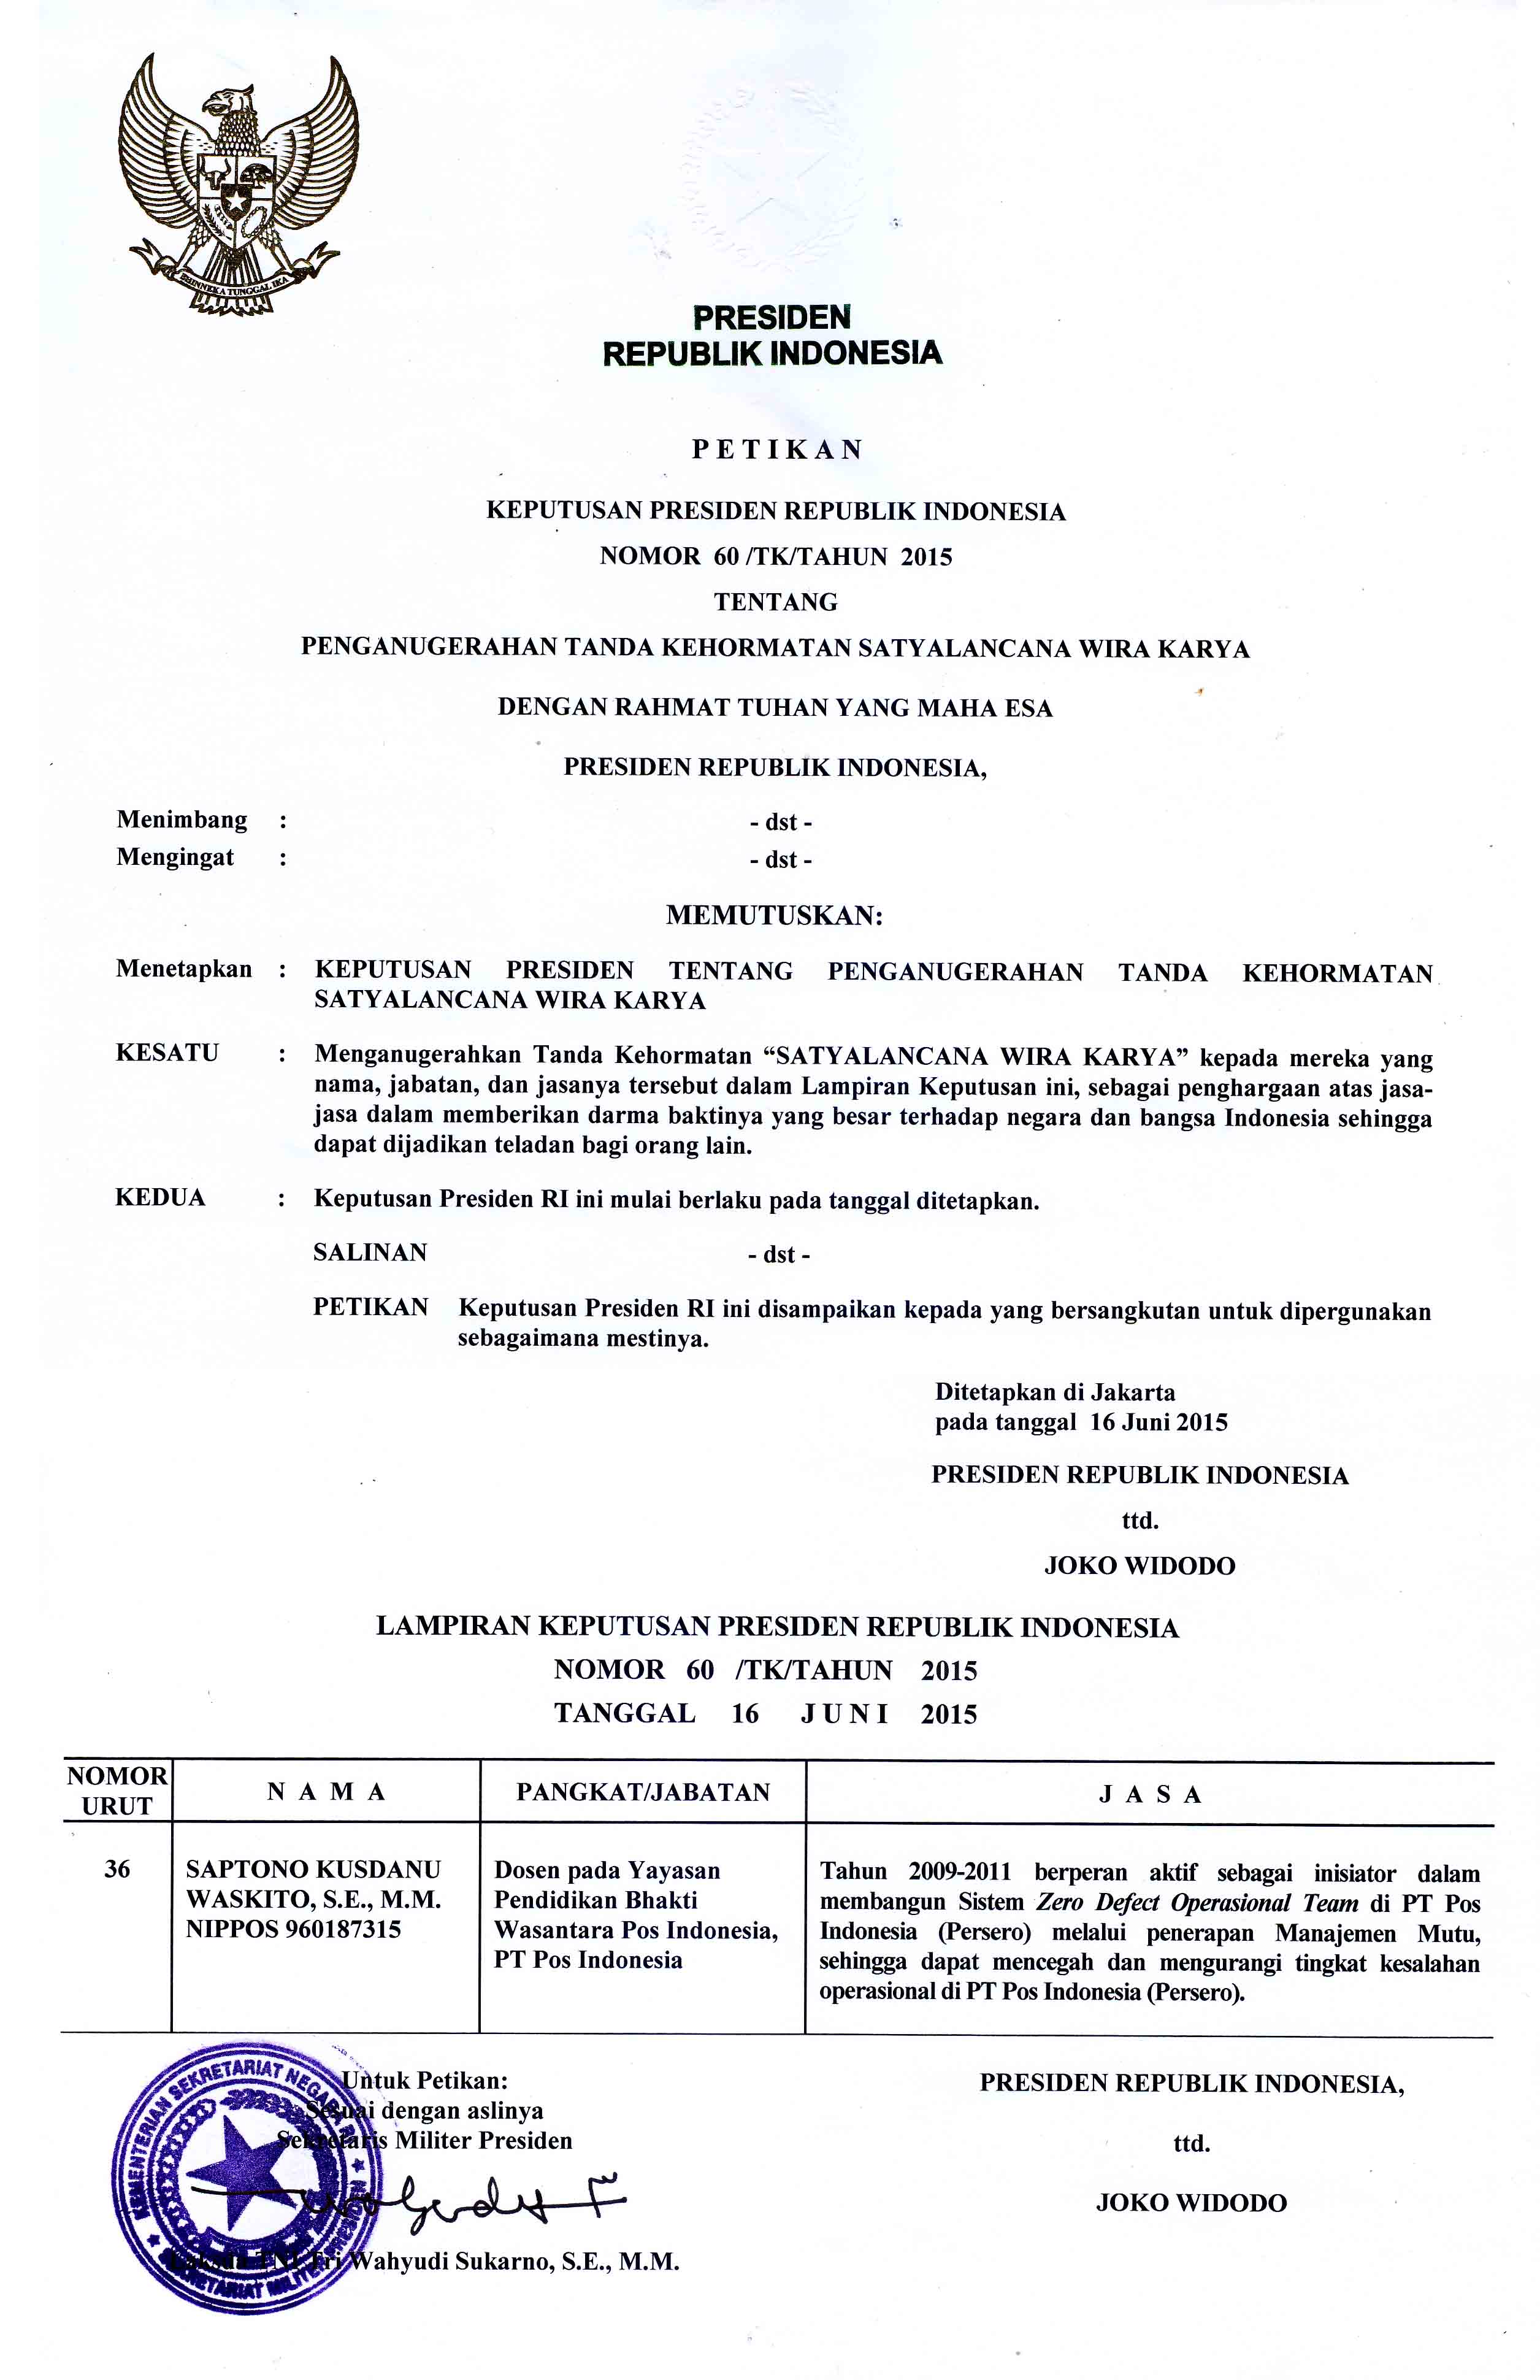 BHINNEKA TUNGGAL IKA
PRESIDEN
REPUBLIK INDONESIA
P E T I K A N
KEPUTUSAN PRESIDEN REPUBLIK INDONESIA
NOMOR 60 /TK/TAHUN 2015
TENTANG
PENGANUGERAHAN TANDA KEHORMATAN SATYALANCANA WIRA KARYA
DENGAN RAHMAT TUHAN YANG MAHA ESA
PRESIDEN REPUBLIK INDONESIA,
Menimbang : - dst -
Mengingat : - dst -
MEMUTUSKAN:
Menetapkan : KEPUTUSAN PRESIDEN TENTANG PENGANUGERAHAN TANDA KEHORMATAN
SATYALANCANA WIRA KARYA
KESATU : Menganugerahkan Tanda Kehormatan “SATYALANCANA WIRA KARYA” kepada mereka yang
nama, jabatan, dan jasanya tersebut dalam Lampiran Keputusan ini, sebagai penghargaan atas jasa-
jasa dalam memberikan darma baktinya yang besar terhadap negara dan bangsa Indonesia sehingga
dapat dijadikan teladan bagi orang lain.
KEDUA : Keputusan Presiden RI ini mulai berlaku pada tanggal ditetapkan.
SALINAN - dst -
PETIKAN Keputusan Presiden RI ini disampaikan kepada yang bersangkutan untuk dipergunakan
sebagaimana mestinya.
Ditetapkan di Jakarta
pada tanggal 16 Juni 2015
PRESIDEN REPUBLIK INDONESIA
ttd.
JOKO WIDODO
LAMPIRAN KEPUTUSAN PRESIDEN REPUBLIK INDONESIA
NOMOR 60 /TK/TAHUN 2015
TANGGAL 16 J U N I 2015
NOMOR
URUT
N A M A
PANGKAT/JABATAN
J A S A
36
SAPTONO KUSDANU
WASKITO, S.E., M.M.
NIPPOS 960187315
Dosen pada Yayasan
Pendidikan Bhakti
Wasantara Pos Indonesia,
PT Pos Indonesia
Tahun 2009-2011 berperan aktif sebagai inisiator dalam
membangun Sistem Zero Defect Operasional Team di PT Pos
Indonesia (Persero) melalui penerapan Manajemen Mutu,
sehingga dapat mencegah dan mengurangi tingkat kesalahan
operasional di PT Pos Indonesia (Persero).
Untuk Petikan:
Sesuai dengan aslinya
Sekretaris Militer Presiden
Laksda TNI Tri Wahyudi Sukarno, S.E., M.M.
KEMENTERIAN SEKRETARIAT NEGARA RI
SEKRETARIAT MILITER PRESIDEN
PRESIDEN REPUBLIK INDONESIA,
ttd.
JOKO WIDODO